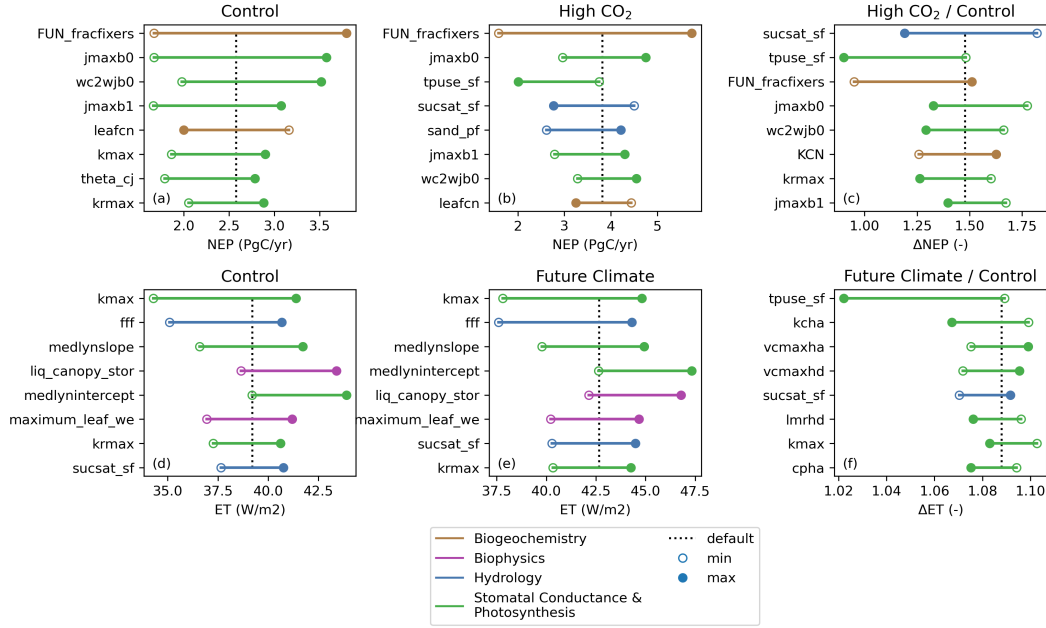 Control
FUN_fracfixers
jmaxb0
wc2wjb0
jmaxb1
leafcn
kmax
theta_cj
krmax
(a)
2.0 2.5 3.0 3.5
NEP (PgC/yr)
High CO2
FUN_fracfixers
jmaxb0
tpuse_sf
sucsat_sf
sand_pf
jmaxb1
wc2wjb0
leafcn
(b)
2 3 4 5
NEP (PgC/yr)
High CO2 / Control
sucsat_sf
tpuse_sf
FUN_fracfixers
jmaxb0
wc2wjb0
KCN
krmax
jmaxb1
(c)
1.00 1.25 1.50 1.75
ΔNEP (-)
Control
kmax
fff
medlynslope
liq_canopy_stor
medlynintercept
maximum_leaf_we
krmax
sucsat_sf
(d)
35.0 37.5 40.0 42.5
ET (W/m2)
Future Climate
kmax
fff
medlynslope
medlynintercept
liq_canopy_stor
maximum_leaf_we
sucsat_sf
krmax
(e)
37.5 40.0 42.5 45.0 47.5
ET (W/m2)
Future Climate / Control
tpuse_sf
kcha
vcmaxha
vcmaxhd
sucsat_sf
lmrhd
kmax
cpha
(f)
1.02 1.04 1.06 1.08 1.10
ΔET (-)
Biogeochemistry
Biophysics
Hydrology
Stomatal Conductance &
Photosynthesis
default
min
max